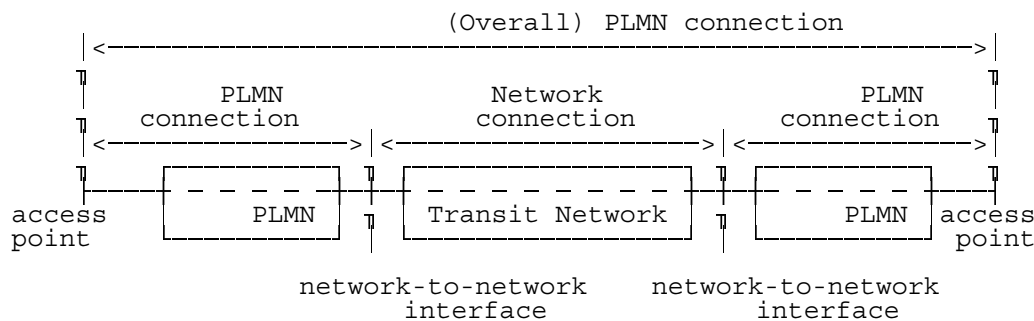 (Overall) PLMN connection
PLMN Network PLMN
connection connection connection
access PLMN Transit Network PLMN access
point point
network-to-network network-to-network
interface interface